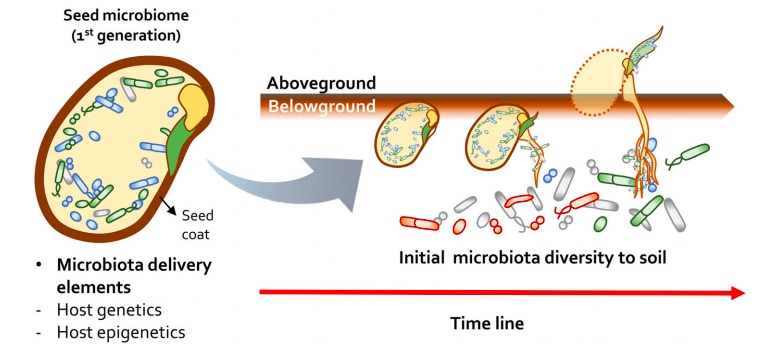 Seed microbiome
(1st generation)
Aboveground
Belowground
Seed
coat
• Microbiota delivery
elements
- Host genetics
- Host epigenetics
Initial microbiota diversity to soil
Time line